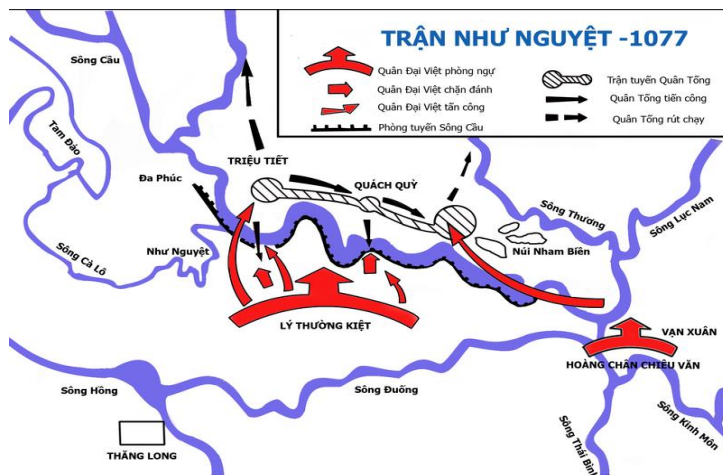 TRẬN NHƯ NGUYỆT -1077
Quân Đại Việt phòng ngự
Quân Đại Việt chặn đánh
Quân Đại Việt tấn công
Phòng tuyến Sông Cầu
Trận tuyến Quân Tống
Quân Tống tiến công
Quân Tống rút chạy
Sông Cầu
Tam Đảo
TRIỆU TIẾT
Đa Phúc
QUÁCH QUỲ
Sông Thương
Sông Lục Nam
Như Nguyệt
Núi Nham Biền
Sông Cà Lồ
LÝ THƯỜNG KIỆT
VẠN XUÂN
HOÀNG CHÂN CHIÊU VĂN
Sông Hồng
Sông Đuống
THĂNG LONG
Sông Thái Bình
Sông Kinh Môn